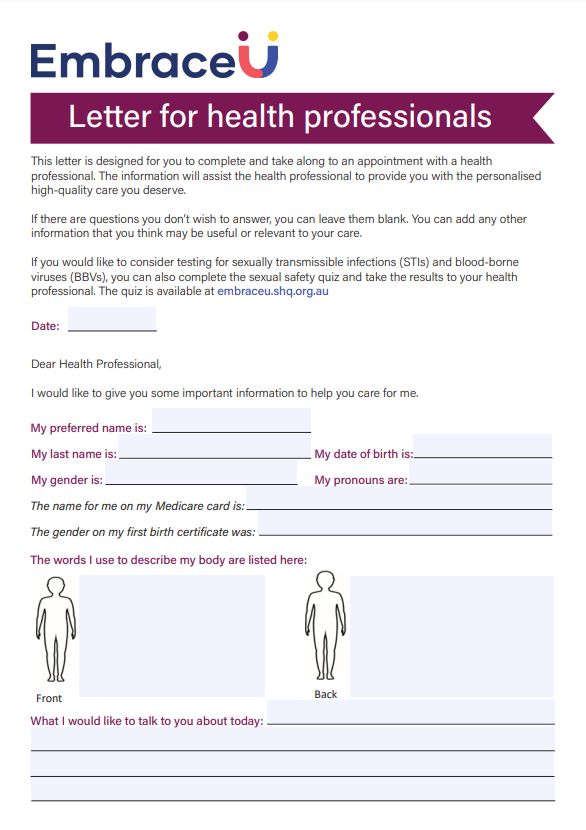 EmbraceU
Letter for health professionals
This letter is designed for you to complete and take along to an appointment with a health
professional. The information will assist the health professional to provide you with the personalised
high-quality care you deserve.
If there are questions you don’t wish to answer, you can leave them blank. You can add any other
information that you think may be useful or relevant to your care.
If you would like to consider testing for sexually transmissible infections (STIs) and blood-borne
viruses (BBVs), you can also complete the sexual safety quiz and take the results to your health
professional. The quiz is available at embraceu.shq.org.au
Date:
Dear Health Professional,
I would like to give you some important information to help you care for me.
My preferred name is:
My last name is: My date of birth is:
My gender is: My pronouns are:
The name for me on my Medicare card is:
The gender on my first birth certificate was:
The words I use to describe my body are listed here:
Front Back
What I would like to talk to you about today: